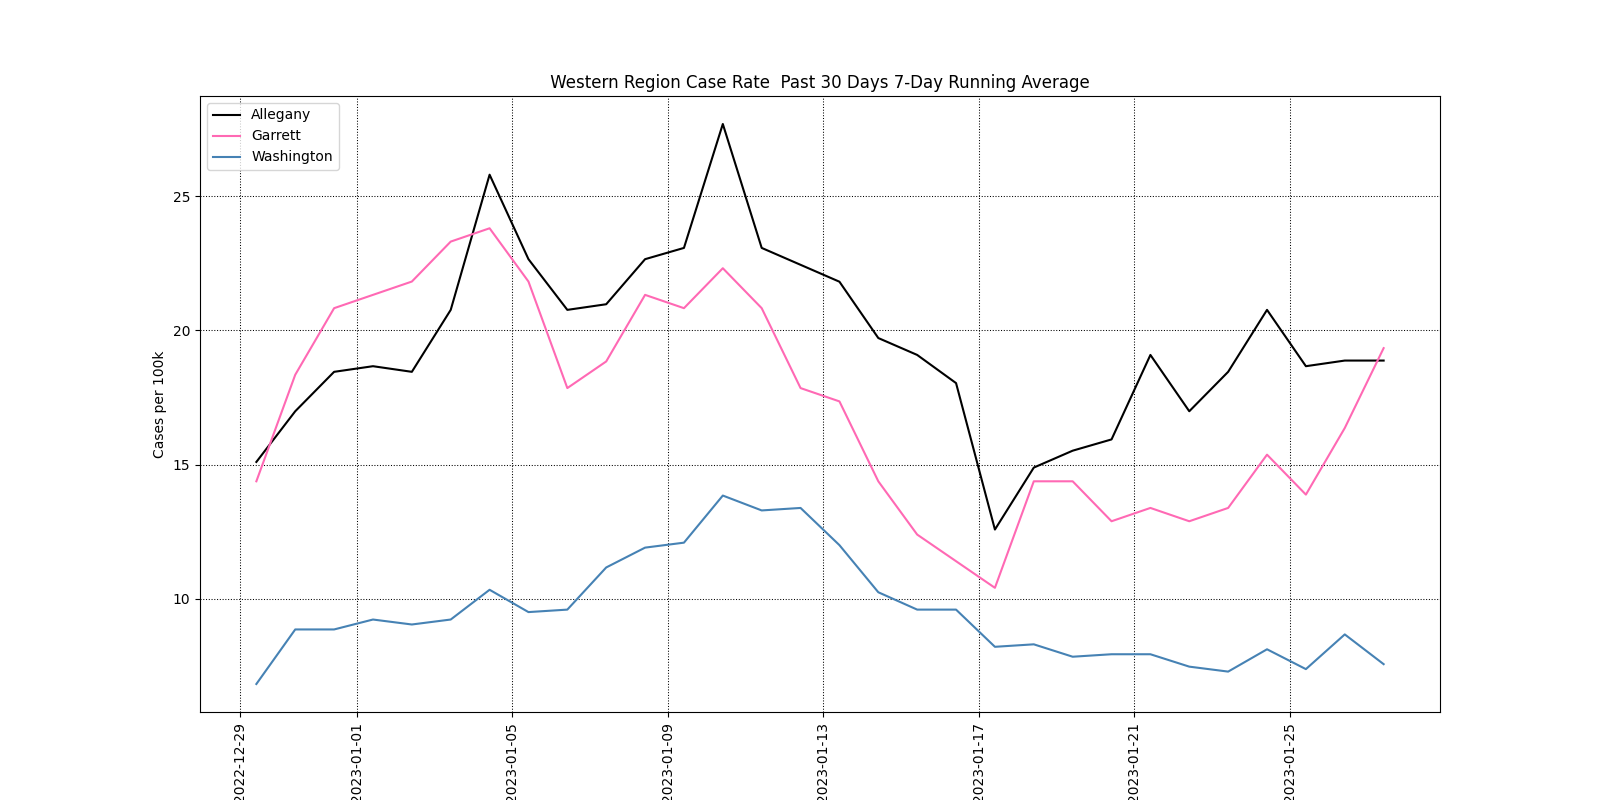 Western Region Case Rate  Past 30 Days 7-Day Running Average
Allegany
Garrett
Washington
25
20
15
10
Cases per 100k
2022-12-29
2023-01-01
2023-01-05
2023-01-09
2023-01-13
2023-01-17
2023-01-21
2023-01-25